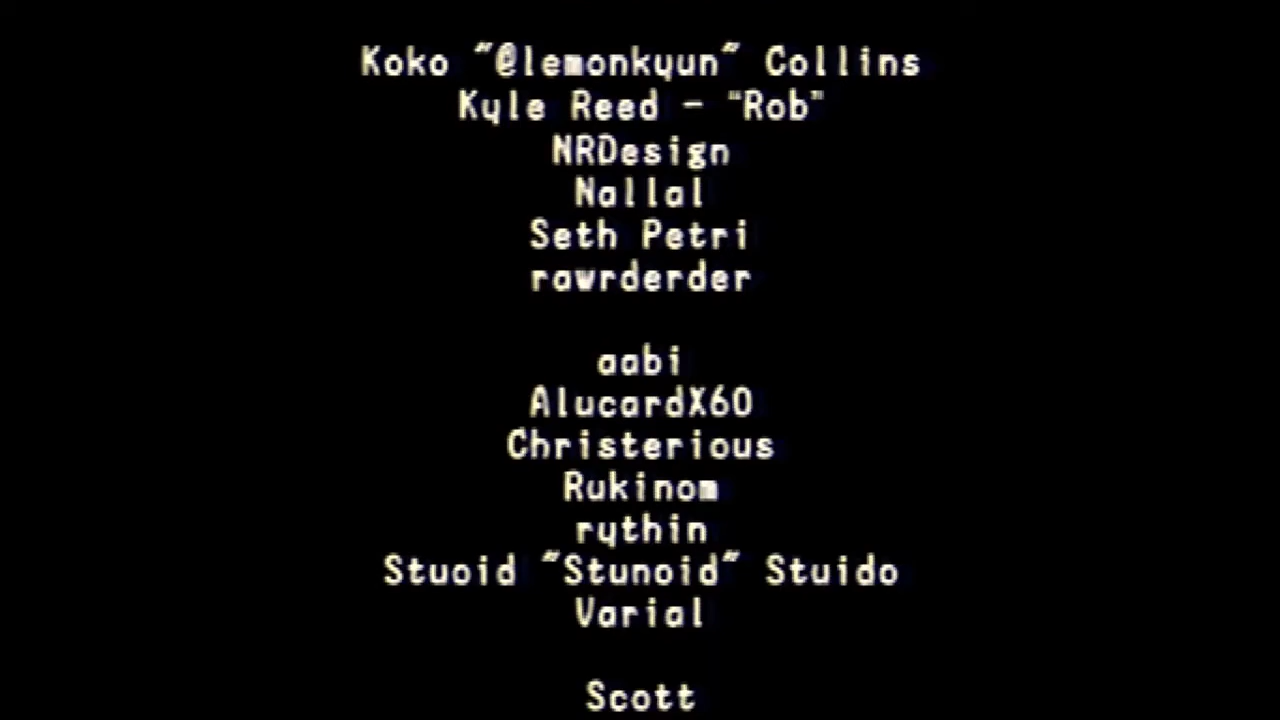 Koko "@lemonkyun" Collins
Kyle Reed - "Rob"
NRDesign
Nallal
Seth Petri
rawrderder
aabi
AlucardX60
Christerious
Rukinom
rythin
Stuoid "Stunoid" Stuido
Varial
Scott